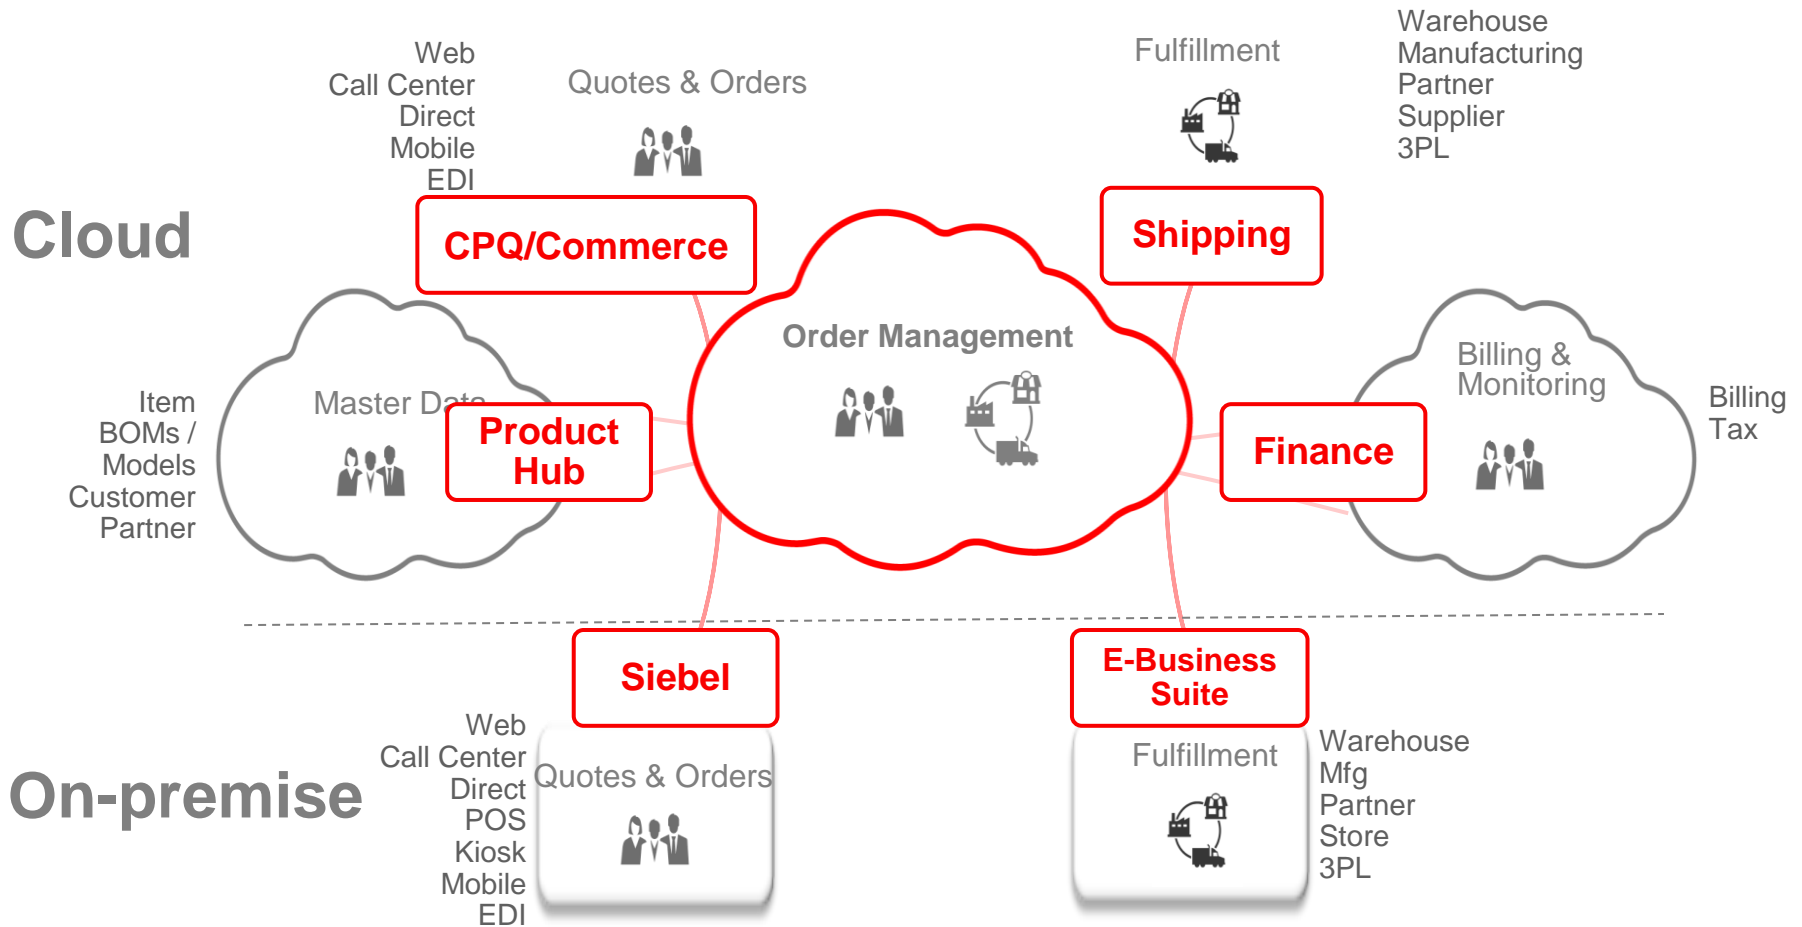 Web
Call Center
Direct
Mobile
EDI
Quotes & Orders
Fulfillment
Warehouse
Manufacturing
Partner
Supplier
3PL
Cloud
CPQ/Commerce
Shipping
Order Management
Master Data
Product
Hub
Item
BOMs /
Models
Customer
Partner
Finance
Billing &
Monitoring
Billing
Tax
Siebel
E-Business
Suite
On-premise
Web
Call Center
Direct
POS
Kiosk
Mobile
EDI
Quotes & Orders
Fulfillment
Warehouse
Mfg
Partner
Store
3PL